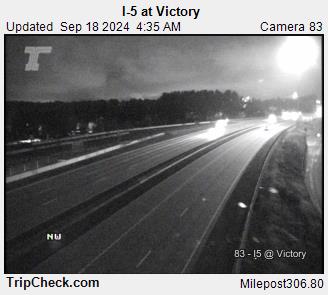 I-5 at Victory
Updated Sep 18 2024 4:35 AM Camera 83
T
NW
83 - I5 @ Victory
TripCheck.com Milepost306.80